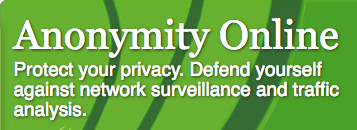 Anonymity Online
Protect your privacy. Defend yourself
against network surveillance and traffic
analysis.